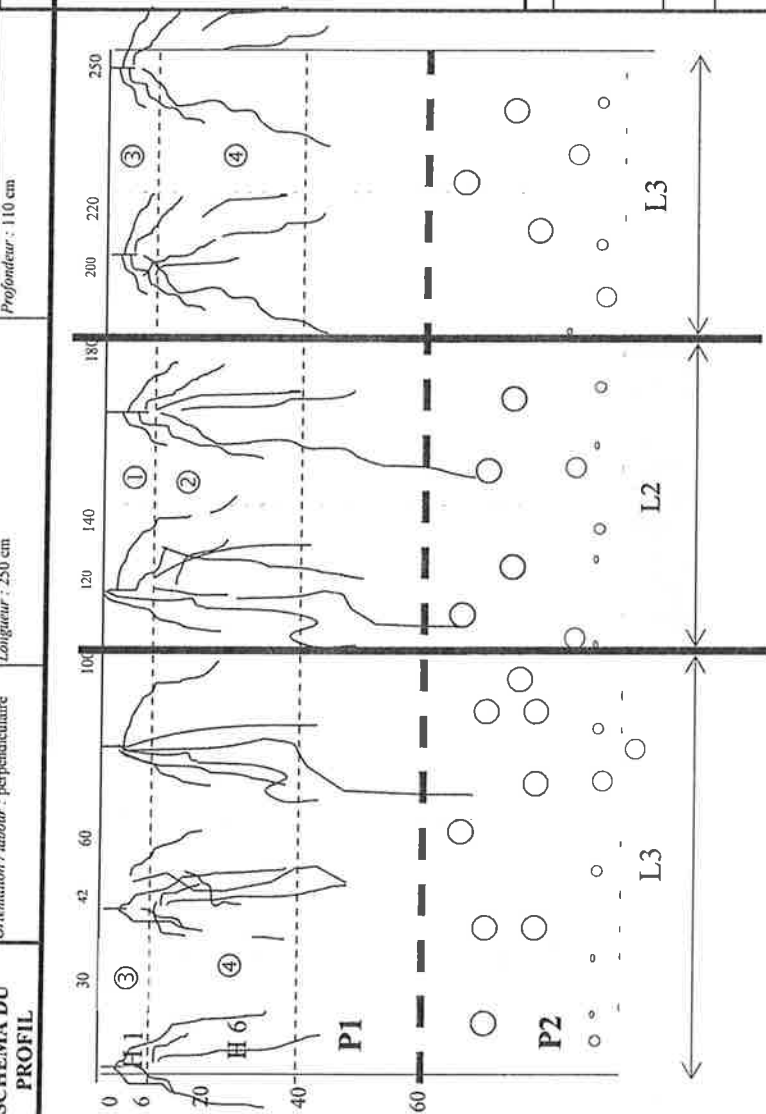 SCHEMA DU
PROFIL
Orientation / labour : perpendiculaire
Longueur : 250 cm
Profondeur : 110 cm
30 42 60 100 120 140 180 200 220 250
0
6
20
40
60
H 1
H 6
P1
P2
③
④
①
②
③
④
L3
L2
L3